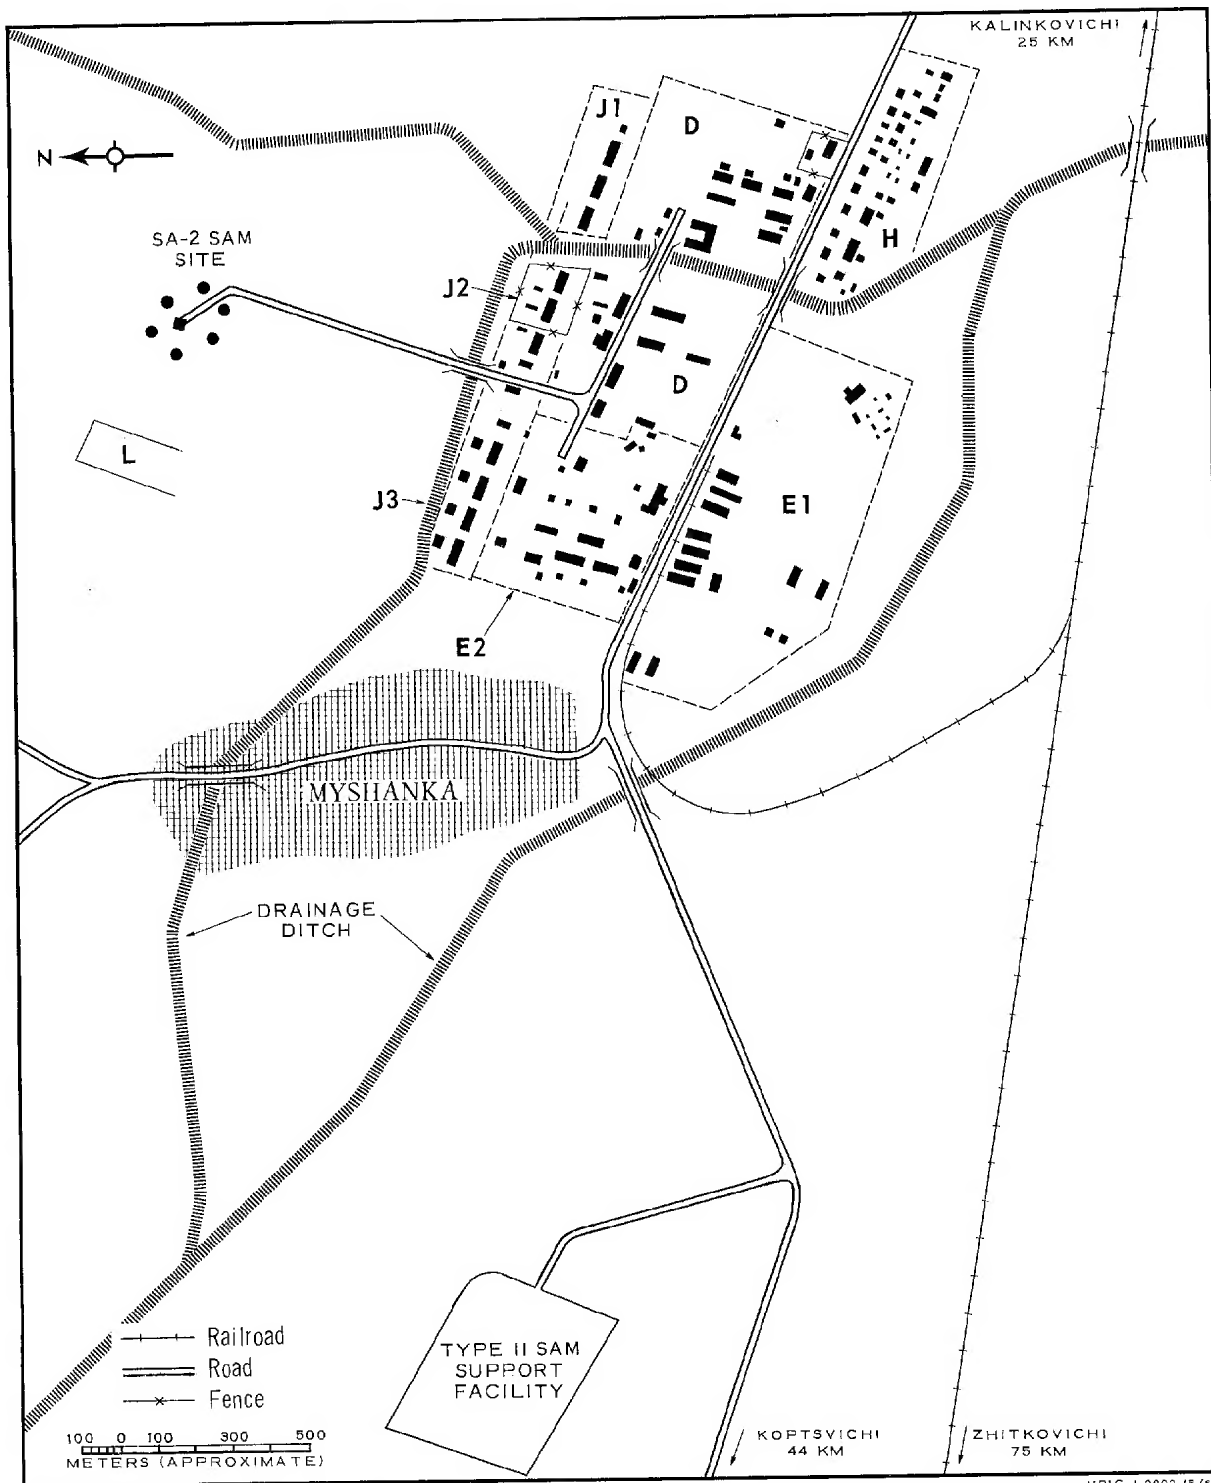 KALINKOVICHI
25 KM
J1
D
N
SA-2 SAM
SITE
H
J2
D
L
J3
E1
E2
MYSHANKA
DRAINAGE
DITCH
Railroad
Road
Fence
100 0 100 300 500
METERS (APPROXIMATE)
TYPE II SAM
SUPPORT
FACILITY
KOPTSVICHI
44 KM
ZHITKOVICHI
75 KM